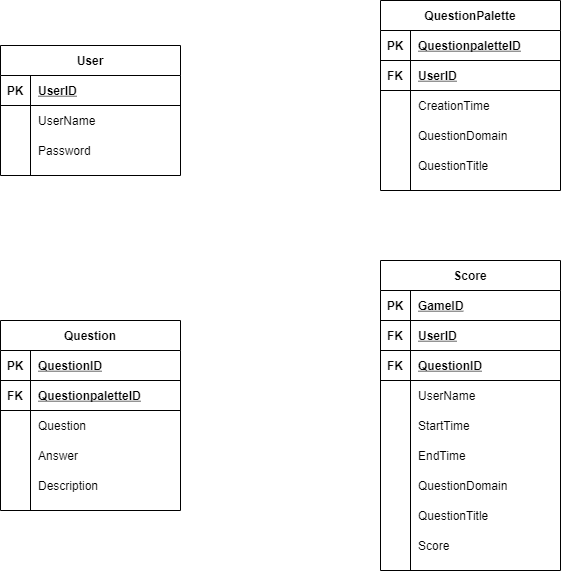 User
PK UserID
UserName
Password
QuestionPalette
PK QuestionpaletteID
FK UserID
CreationTime
QuestionDomain
QuestionTitle
Question
PK QuestionID
FK QuestionpaletteID
Question
Answer
Description
Score
PK GameID
FK UserID
FK QuestionID
UserName
StartTime
EndTime
QuestionDomain
QuestionTitle
Score